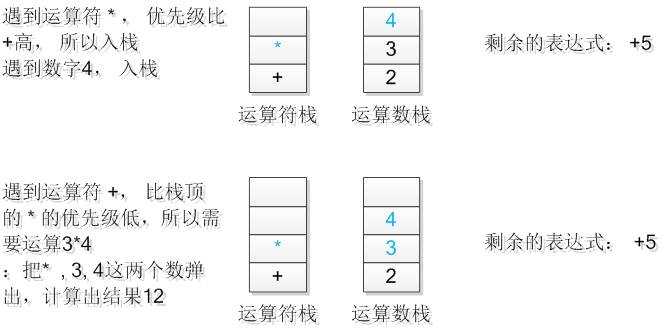 遇到运算符 * ， 优先级比
+高， 所以入栈
遇到数字4， 入栈
*
+
运算符栈
4
3
2
运算数栈
剩余的表达式： +5
遇到运算符 +， 比栈顶
的 * 的优先级低，所以需
要运算3*4
：把* ,3, 4这两个数弹
出，计算出结果12
*
+
运算符栈
4
3
2
运算数栈
剩余的表达式： +5